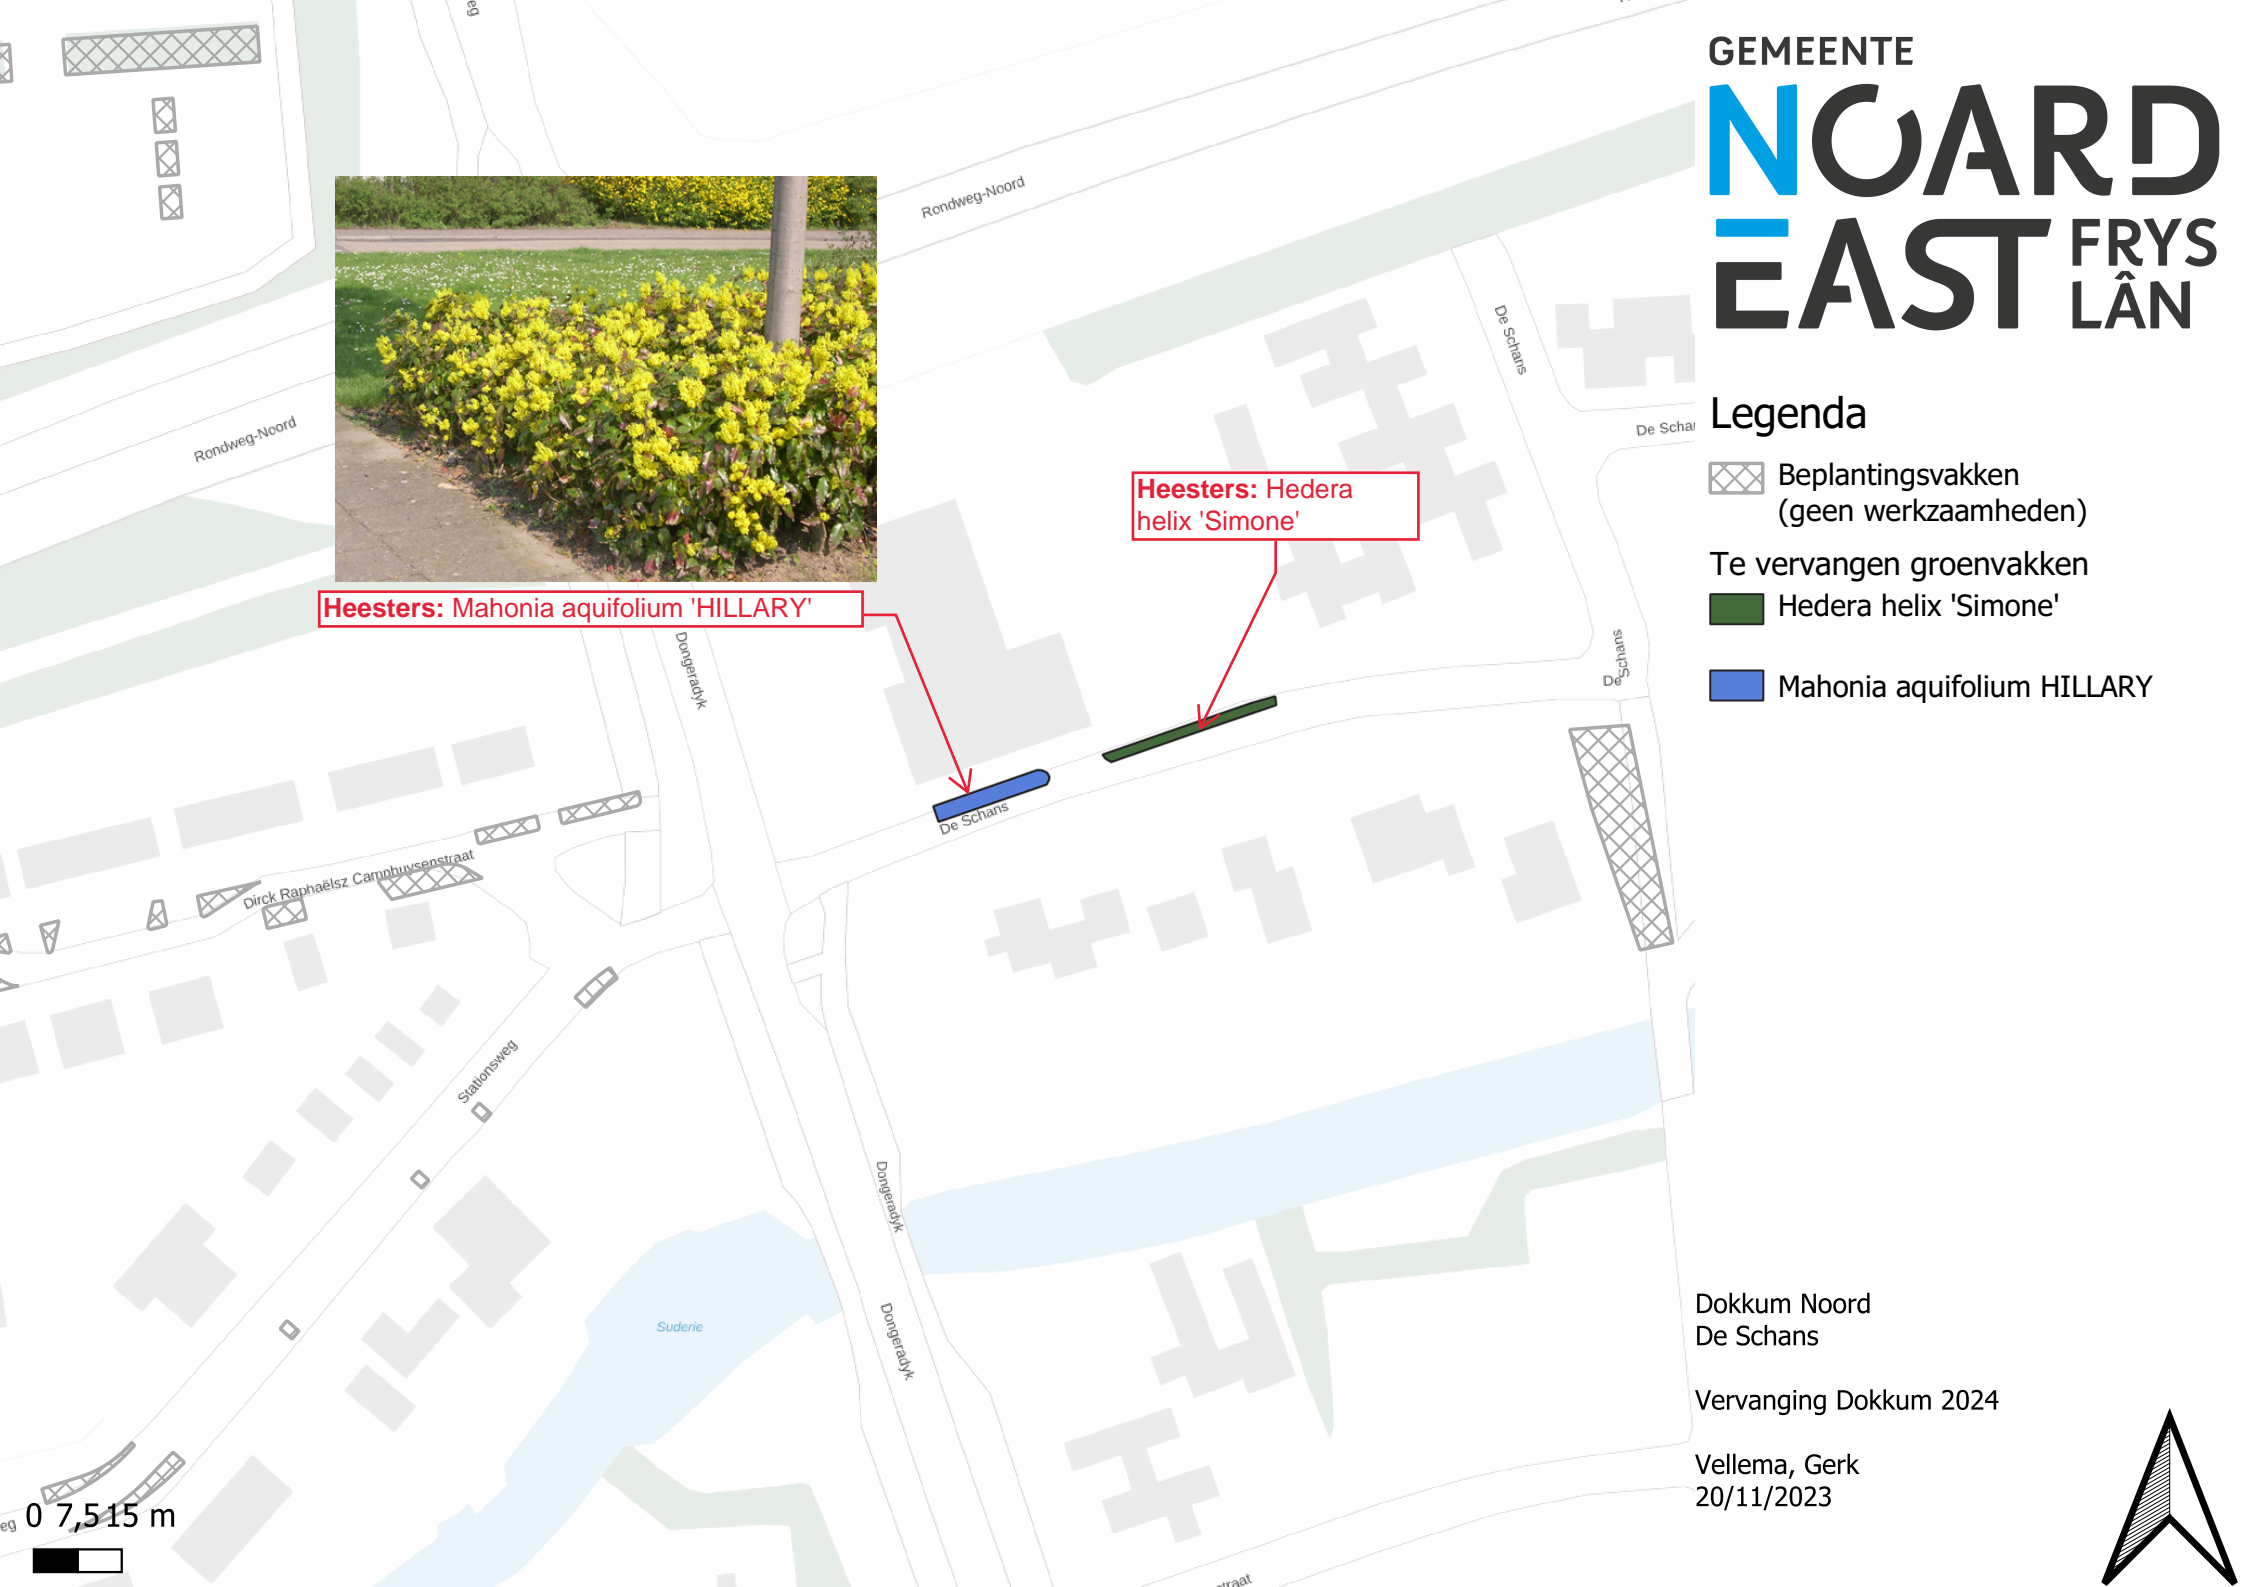 GEMEENTE
NOARD
EAST FRYS
LÂN
Legenda
Beplantingsvakken
(geen werkzaamheden)
Te vervangen groenvakken
Hedera helix 'Simone'
Mahonia aquifolium HILLARY
Rondweg-Noord
Rondweg-Noord
De Schans
De Schans
De Schans
Heesters: Hedera
helix 'Simone'
Heesters: Mahonia aquifolium 'HILLARY'
Dongeradyk
Dirck Raphaëlsz Camphuysenstraat
Stationsweg
Dongeradyk
Dongeradyk
Suderie
Dokkum Noord
De Schans
Vervanging Dokkum 2024
Vellema, Gerk
20/11/2023
0 7,515 m